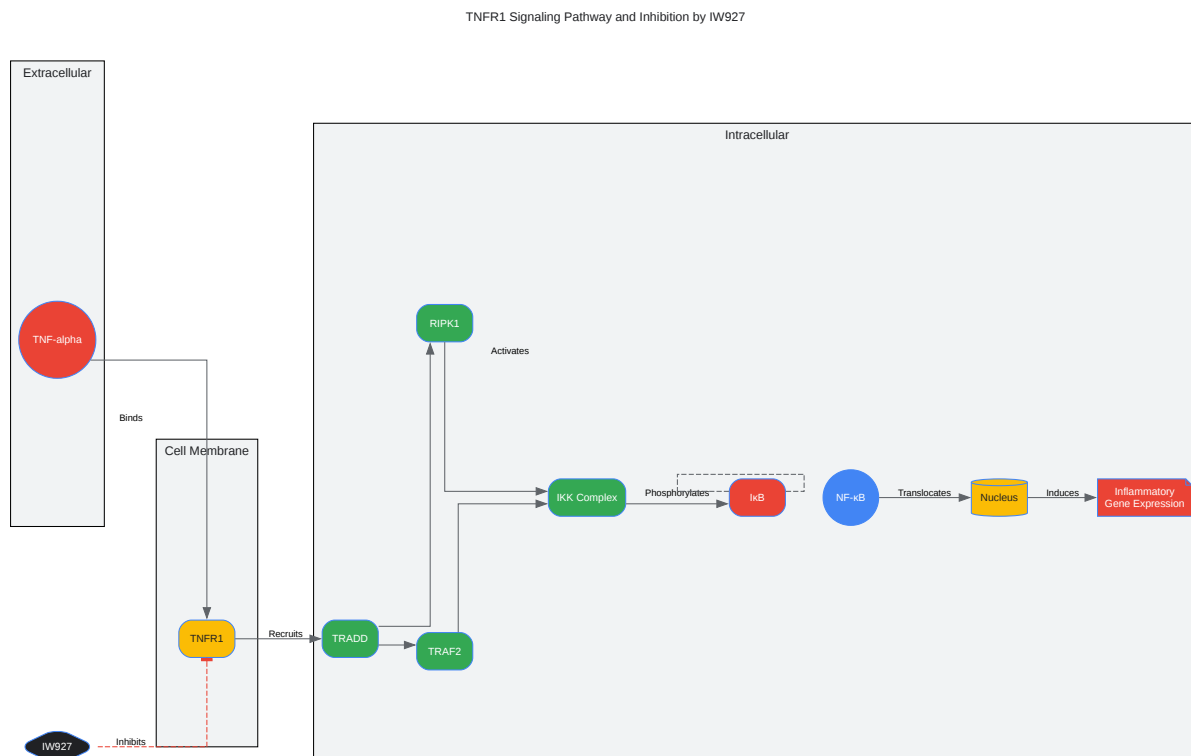 TNFR1 Signaling Pathway and Inhibition by IW927
Extracellular
Intracellular
TNF-alpha
RIPK1
Activates
Binds
Cell Membrane
IKK Complex
Phosphorylates
IκB
NF-κB
Translocates
Nucleus
Induces
Inflammatory
Gene Expression
TNFR1
Recruits
TRADD
TRAF2
IW927
Inhibits